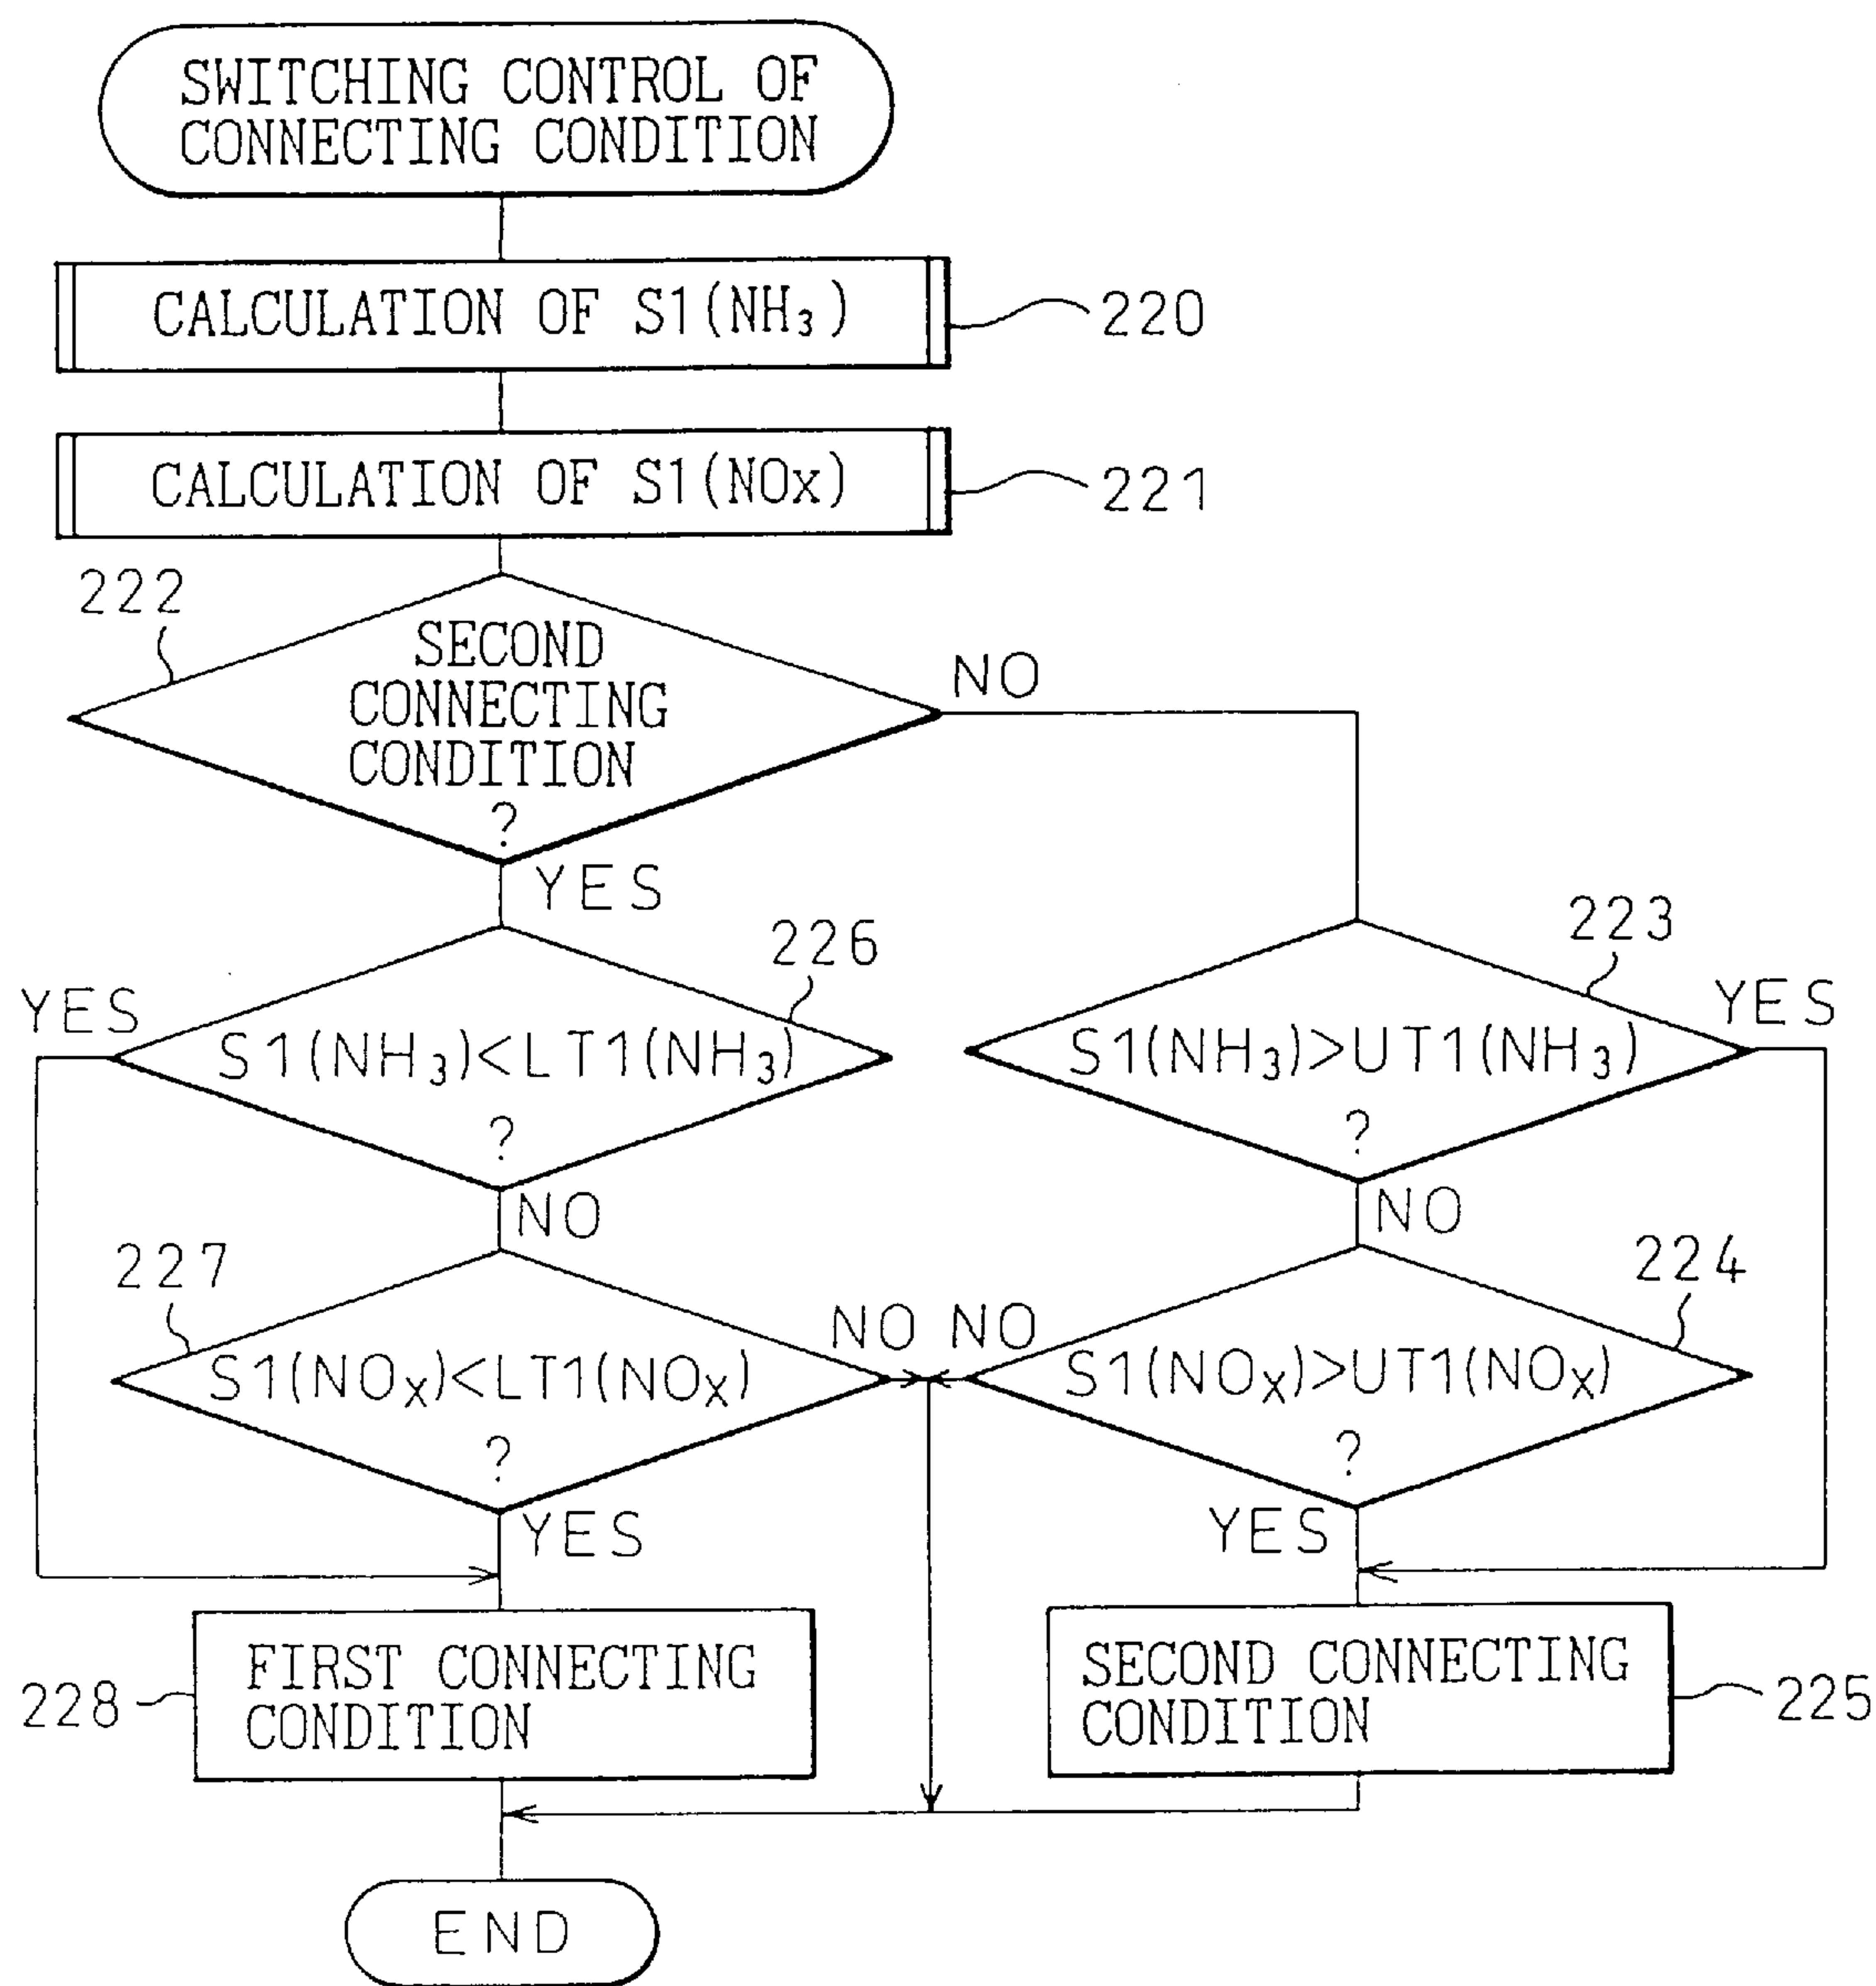 SWITCHING CONTROL OF
CONNECTING CONDITION
CALCULATION OF S1(NH₃)
220
CALCULATION OF S1(NOx)
221
222
SECOND
CONNECTING
CONDITION
?
NO
YES
226
223
YES
S1(NH₃)<LT1(NH₃)
?
S1(NH₃)>UT1(NH₃)
?
YES
NO
NO
227
224
S1(NOₓ)<LT1(NOₓ)
?
NO
NO
S1(NOₓ)>UT1(NOₓ)
?
YES
YES
FIRST CONNECTING
CONDITION
228
SECOND CONNECTING
CONDITION
225
END